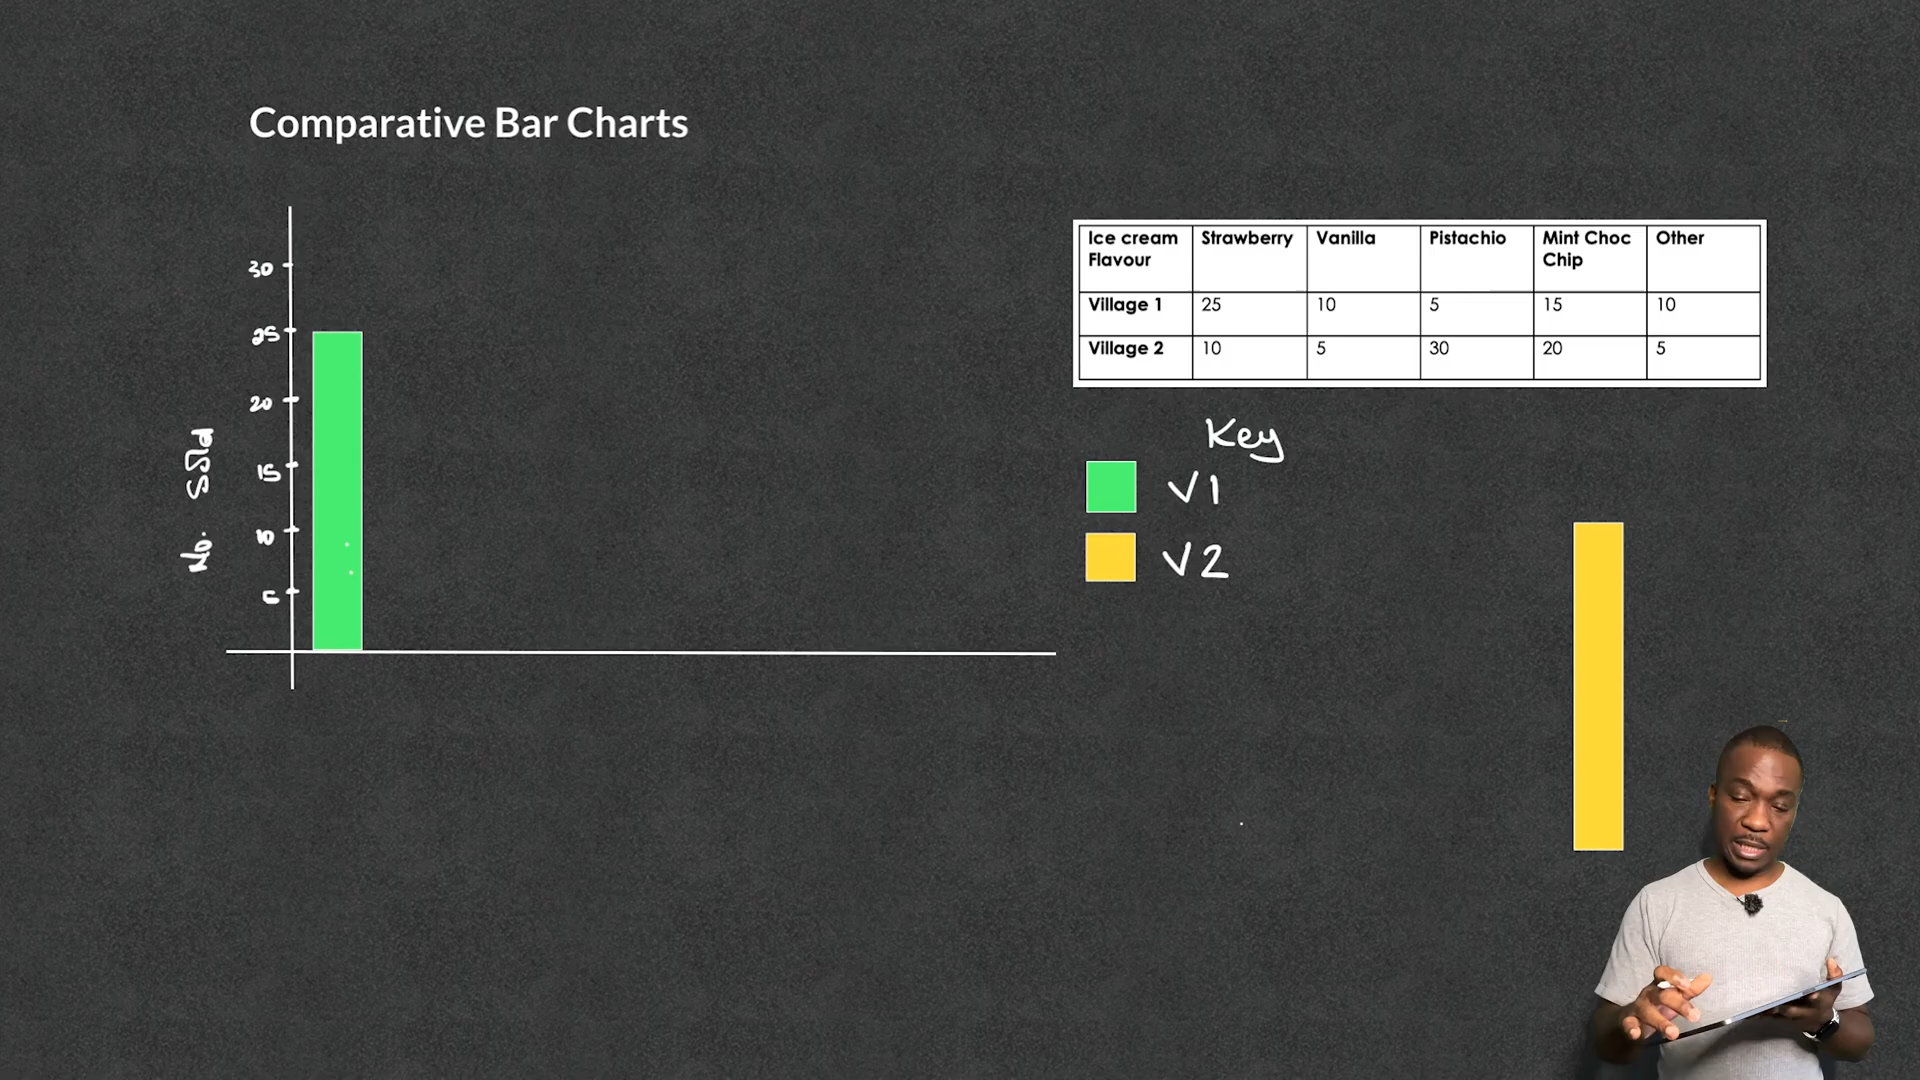 Comparative Bar Charts
30
25
20
15
10
5
No. Sold
Ice cream Flavour Strawberry Vanilla Pistachio Mint Choc Chip Other
Village 1 25 10 5 15 10
Village 2 10 5 30 20 5
Key
V1
V2